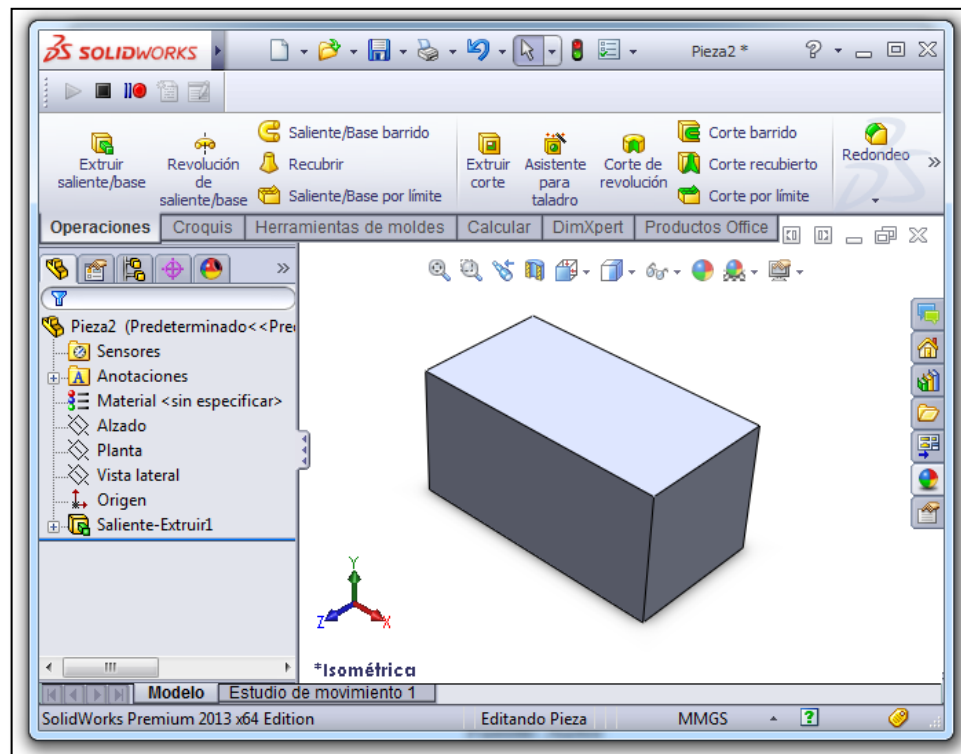 SOLIDWORKS
Pieza2 *
Extruir saliente/base
Revolución de saliente/base
Saliente/Base barrido
Recubrir
Saliente/Base por límite
Extruir corte
Asistente para taladro
Corte de revolución
Corte barrido
Corte recubierto
Corte por límite
Redondeo
Operaciones Croquis Herramientas de moldes Calcular DimXpert Productos Office
Pieza2 (Predeterminado<<Pre
Sensores
Anotaciones
Material <sin especificar>
Alzado
Planta
Vista lateral
Origen
Saliente-Extruir1
Y
Z
X
*Isométrica
Modelo Estudio de movimiento 1
SolidWorks Premium 2013 x64 Edition Editando Pieza MMGS